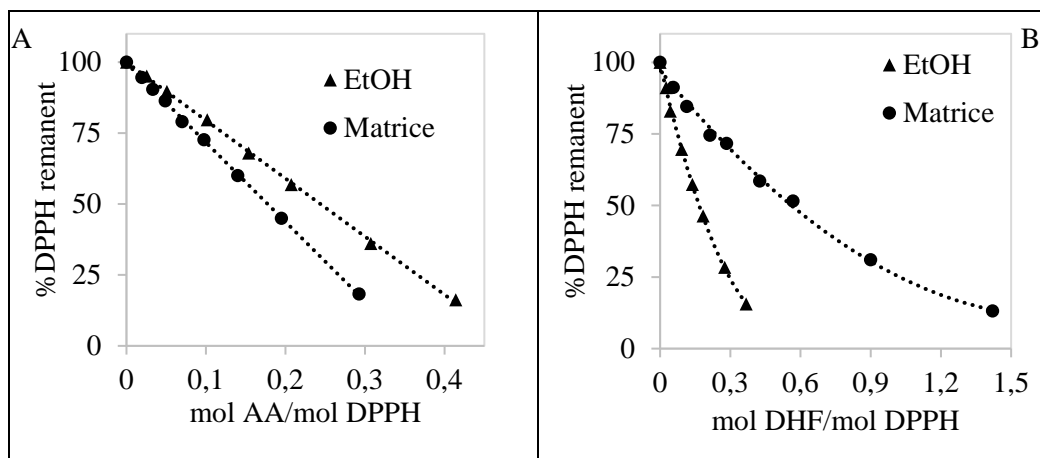 A
%DPPH remanent
100
75
50
25
0
EtOH
Matrice
0 0,1 0,2 0,3 0,4
mol AA/mol DPPH
B
%DPPH remanent
100
75
50
25
0
EtOH
Matrice
0 0,3 0,6 0,9 1,2 1,5
mol DHF/mol DPPH